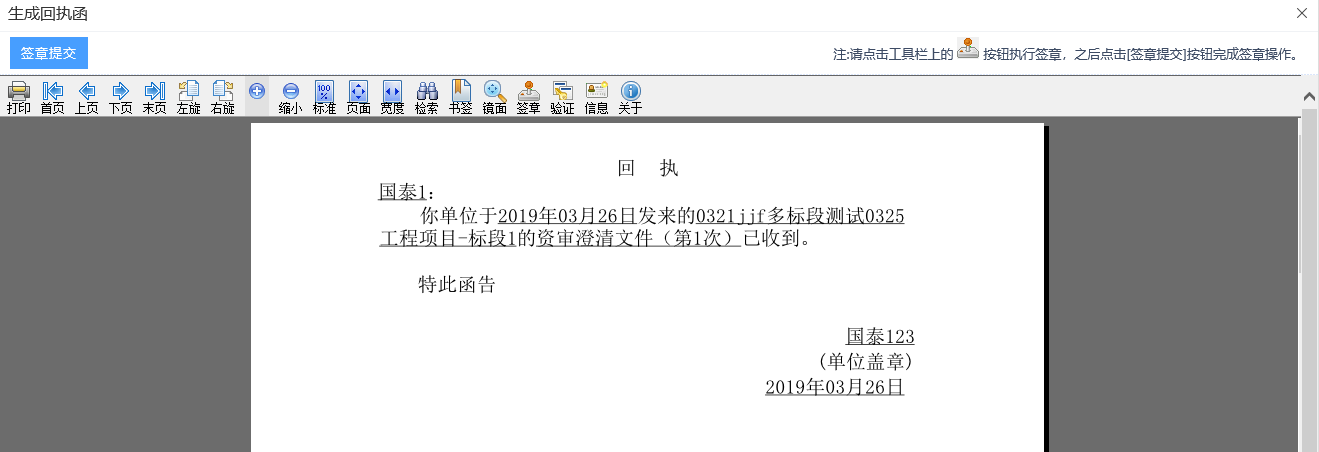 生成回执函
签章提交
注:请点击工具栏上的 按钮执行签章，之后点击[签章提交]按钮完成签章操作。
打印 首页 上页 下页 末页 左旋 右旋 缩小 标准 页面 宽度 检索 书签 镜面 签章 验证 信息 关于
回 执
国泰1：
你单位于2019年03月26日发来的0321jjf多标段测试0325
工程项目-标段1的资审澄清文件（第1次）已收到。
特此函告
国泰123
(单位盖章)
2019年03月26日